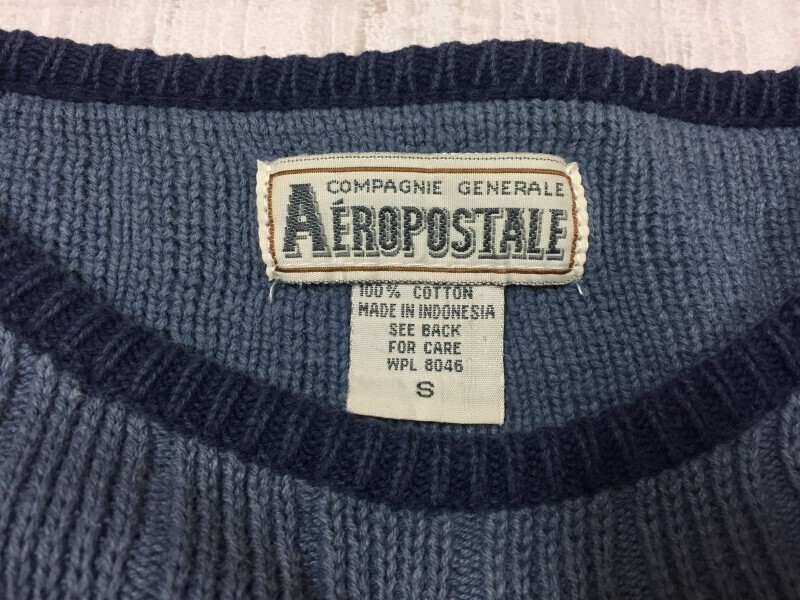 COMPAGNIE GENERALE
AÉROPOSTALE
100% COTTON
MADE IN INDONESIA
SEE BACK
FOR CARE
WPL 8046
S